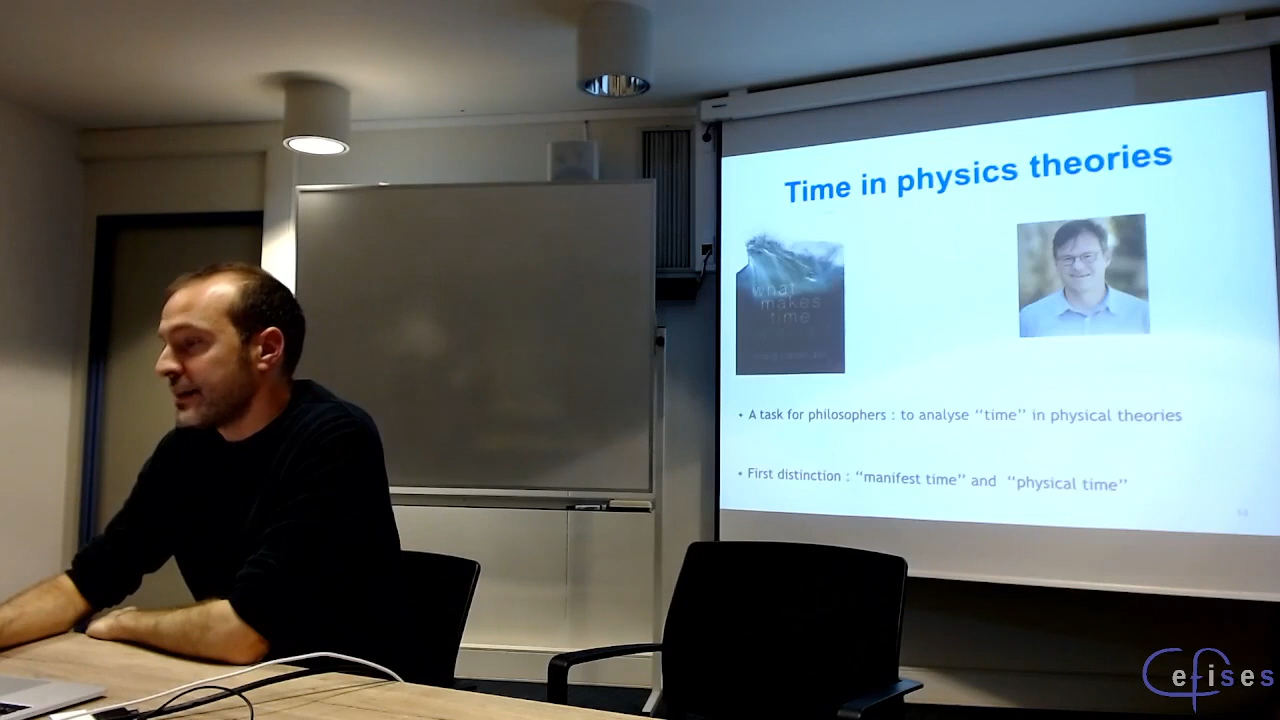 Time in physics theories
what
makes
time
• A task for philosophers : to analyse “time” in physical theories
• First distinction : “manifest time” and “physical time”
Cefises